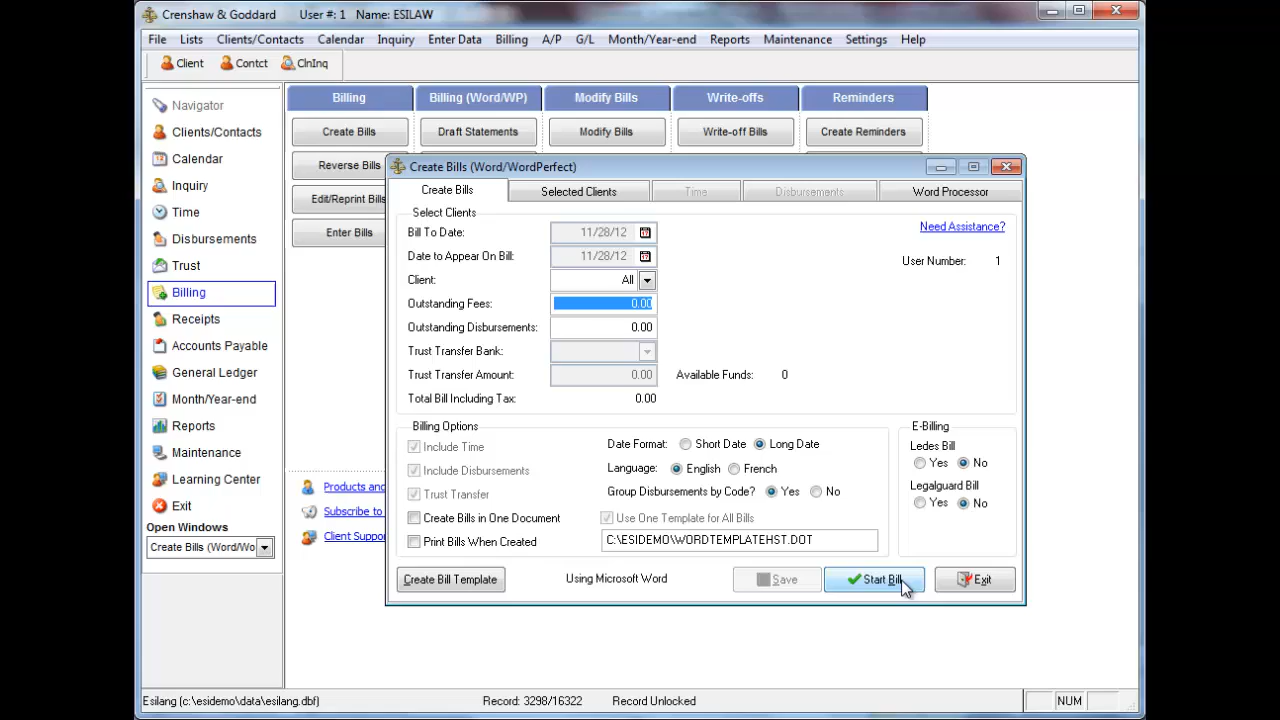 Crenshaw & Goddard User #: 1 Name: ESILAW
File Lists Clients/Contacts Calendar Inquiry Enter Data Billing A/P G/L Month/Year-end Reports Maintenance Settings Help
Client Contct ClnInq
Navigator
Clients/Contacts
Calendar
Inquiry
Time
Disbursements
Trust
Billing
Receipts
Accounts Payable
General Ledger
Month/Year-end
Reports
Maintenance
Learning Center
Exit
Open Windows
Create Bills (Word/Wo
Billing Billing (Word/WP) Modify Bills Write-offs Reminders
Create Bills Draft Statements Modify Bills Write-off Bills Create Reminders
Reverse Bills
Edit/Reprint Bills
Enter Bills
Products and
Subscribe to
Client Suppor
Create Bills (Word/WordPerfect)
Create Bills Selected Clients Time Disbursements Word Processor
Select Clients
Bill To Date: 11/28/12
Need Assistance?
Date to Appear On Bill: 11/28/12
User Number: 1
Client: All
Outstanding Fees: 0.00
Outstanding Disbursements: 0.00
Trust Transfer Bank:
Trust Transfer Amount: 0.00 Available Funds: 0
Total Bill Including Tax: 0.00
Billing Options
Include Time
Include Disbursements
Trust Transfer
Create Bills in One Document
Print Bills When Created
Date Format: Short Date Long Date
Language: English French
Group Disbursements by Code? Yes No
Use One Template for All Bills
C:\ESIDEMO\WORDTEMPLATEHST.DOT
E-Billing
Ledes Bill
Yes No
Legalguard Bill
Yes No
Create Bill Template Using Microsoft Word Save Start Bill Exit
Esilang (c:\esidemo\data\esilang.dbf) Record: 3298/16322 Record Unlocked NUM